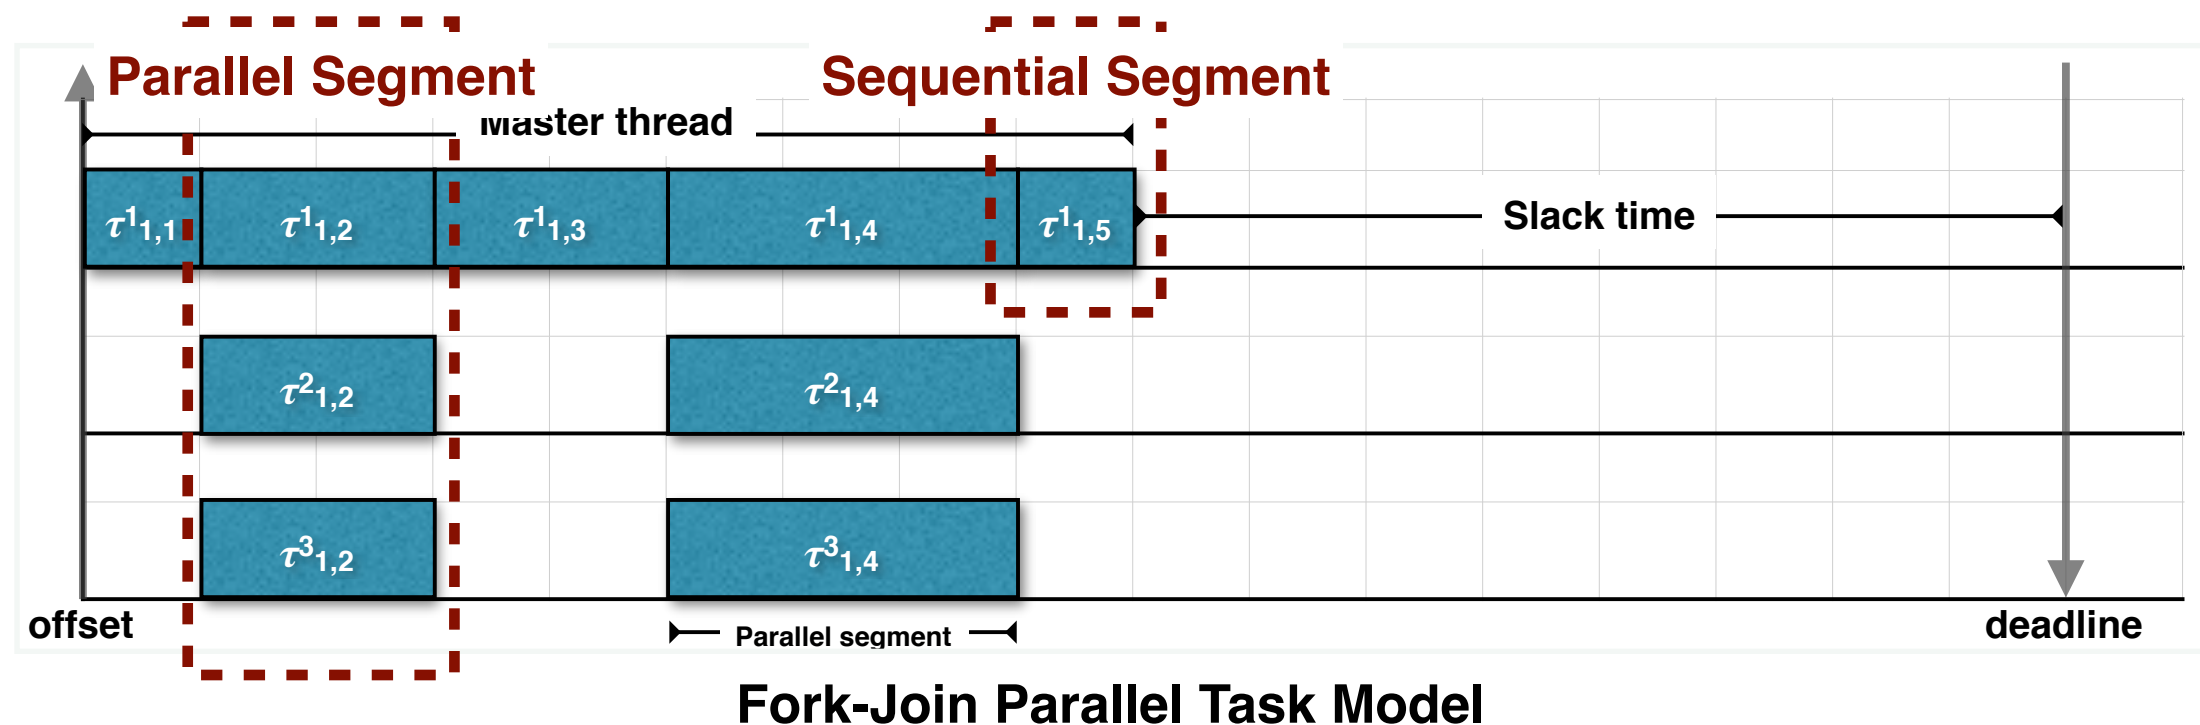 Parallel Segment
Sequential Segment
Master thread
τ¹₁,₁
τ¹₁,₂
τ¹₁,₃
τ¹₁,₄
τ¹₁,₅
Slack time
τ²₁,₂
τ²₁,₄
τ³₁,₂
τ³₁,₄
offset
Parallel segment
deadline
Fork-Join Parallel Task Model